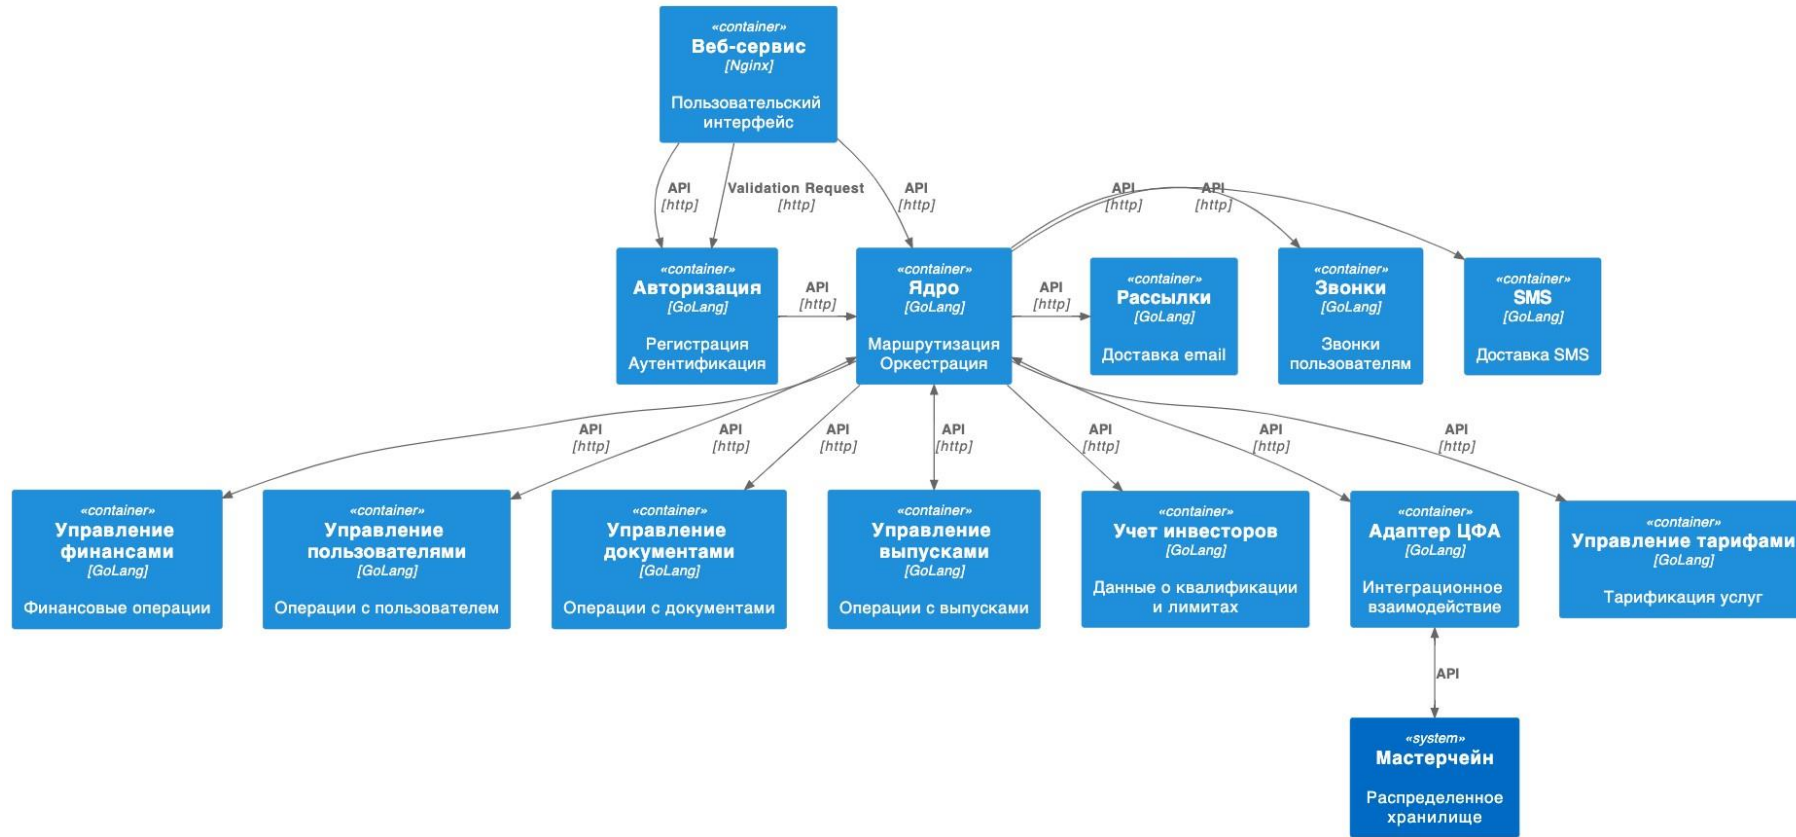 «container»
Веб-сервис
[Nginx]
Пользовательский
интерфейс
API
[http]
Validation Request
[http]
API
[http]
API
[http]
API
[http]
«container»
Авторизация
[GoLang]
Регистрация
Аутентификация
API
[http]
«container»
Ядро
[GoLang]
Маршрутизация
Оркестрация
API
[http]
«container»
Рассылки
[GoLang]
Доставка email
«container»
Звонки
[GoLang]
Звонки
пользователям
«container»
SMS
[GoLang]
Доставка SMS
API
[http]
API
[http]
API
[http]
API
[http]
API
[http]
API
[http]
API
[http]
«container»
Управление
финансами
[GoLang]
Финансовые операции
«container»
Управление
пользователями
[GoLang]
Операции с пользователем
«container»
Управление
документами
[GoLang]
Операции с документами
«container»
Управление
выпусками
[GoLang]
Операции с выпусками
«container»
Учет инвесторов
[GoLang]
Данные о квалификации
и лимитах
«container»
Адаптер ЦФА
[GoLang]
Интеграционное
взаимодействие
«container»
Управление тарифами
[GoLang]
Тарификация услуг
API
«system»
Мастерчейн
Распределенное
хранилище